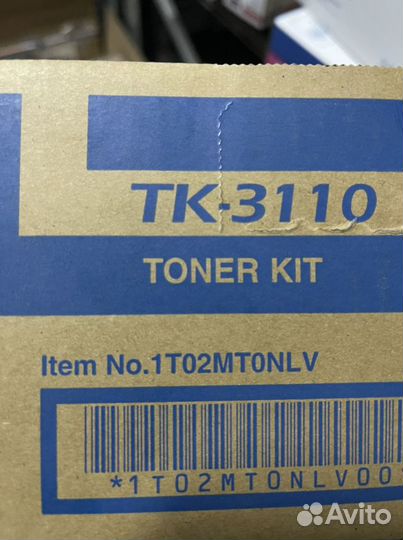 TK-3110
TONER KIT
Item No.1T02MT0NLV
*1T02MT0NLV00
Avito